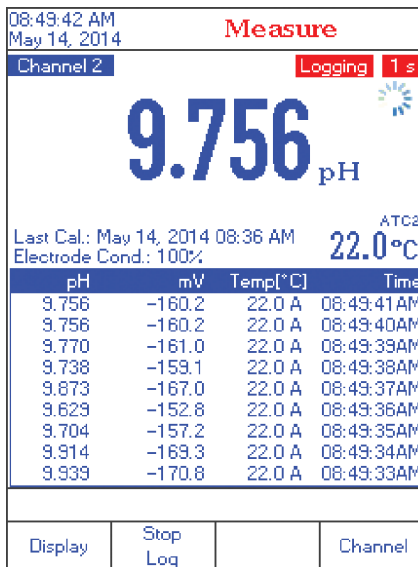 08:49:42 AM
May 14, 2014
Measure
Channel 2
Logging 1 s
9.756 pH
ATC2
22.0°C
Last Cal.: May 14, 2014 08:36 AM
Electrode Cond.: 100%
pH mV Temp[°C] Time
9.756 -160.2 22.0 A 08:49:41AM
9.756 -160.2 22.0 A 08:49:40AM
9.770 -161.0 22.0 A 08:49:39AM
9.738 -159.1 22.0 A 08:49:38AM
9.873 -167.0 22.0 A 08:49:37AM
9.629 -152.8 22.0 A 08:49:36AM
9.704 -157.2 22.0 A 08:49:35AM
9.914 -169.3 22.0 A 08:49:34AM
9.939 -170.8 22.0 A 08:49:33AM
Display
Stop
Log
Channel